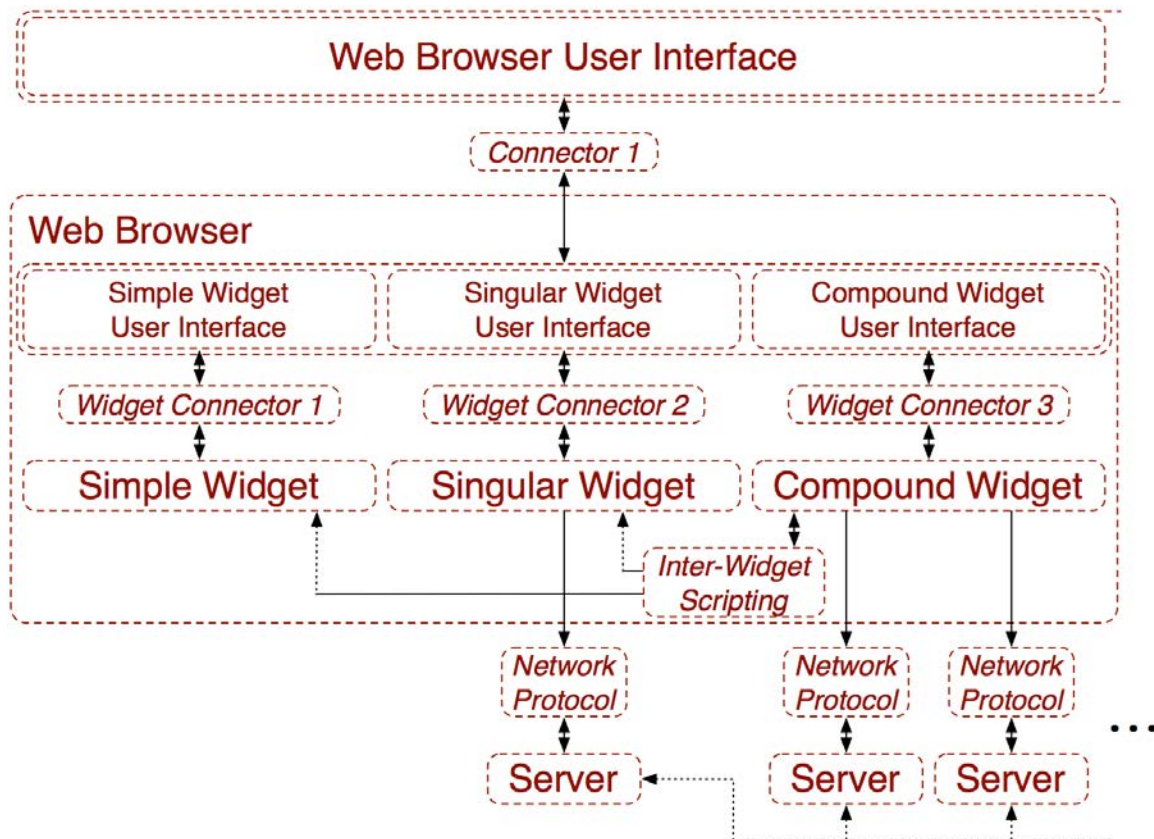 Web Browser User Interface
Connector 1
Web Browser
Simple Widget
User Interface
Singular Widget
User Interface
Compound Widget
User Interface
Widget Connector 1
Widget Connector 2
Widget Connector 3
Simple Widget
Singular Widget
Compound Widget
Inter-Widget
Scripting
Network
Protocol
Network
Protocol
Network
Protocol
...
Server
Server
Server